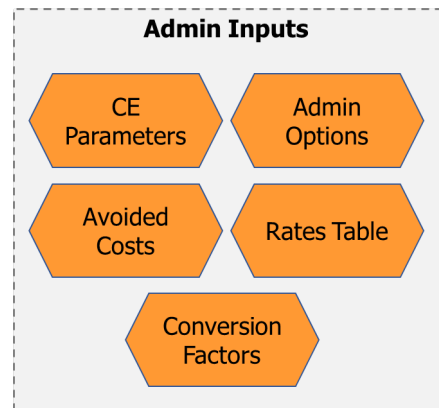 Admin Inputs
CE
Parameters
Admin
Options
Avoided
Costs
Rates Table
Conversion
Factors